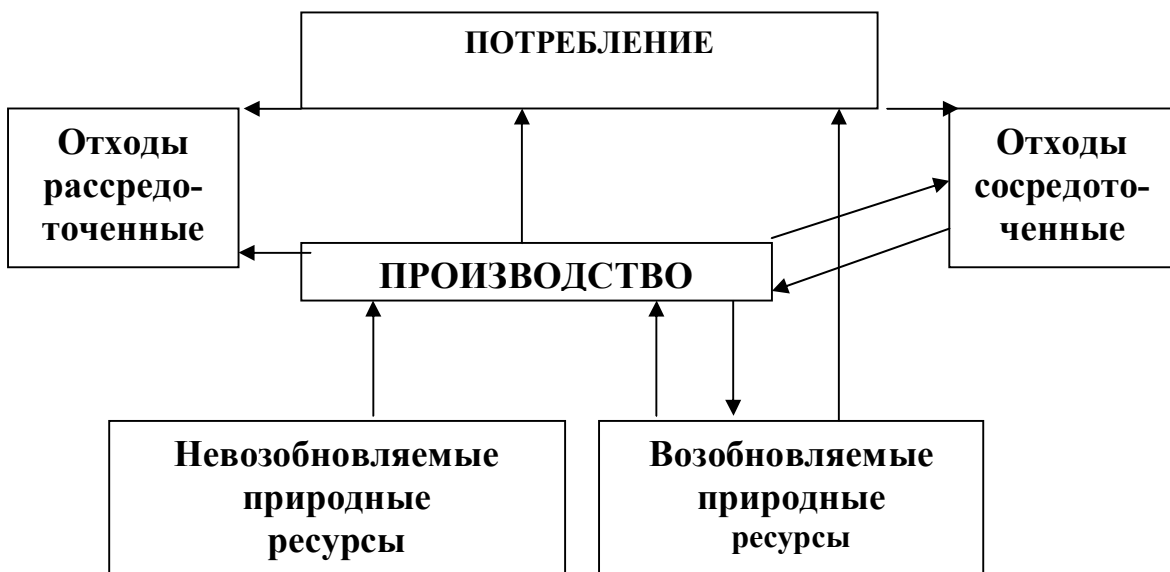 ПОТРЕБЛЕНИЕ
Отходы
рассредо-
точенные
Отходы
сосредото-
ченные
ПРОИЗВОДСТВО
Невозобновляемые
природные
ресурсы
Возобновляемые
природные
ресурсы